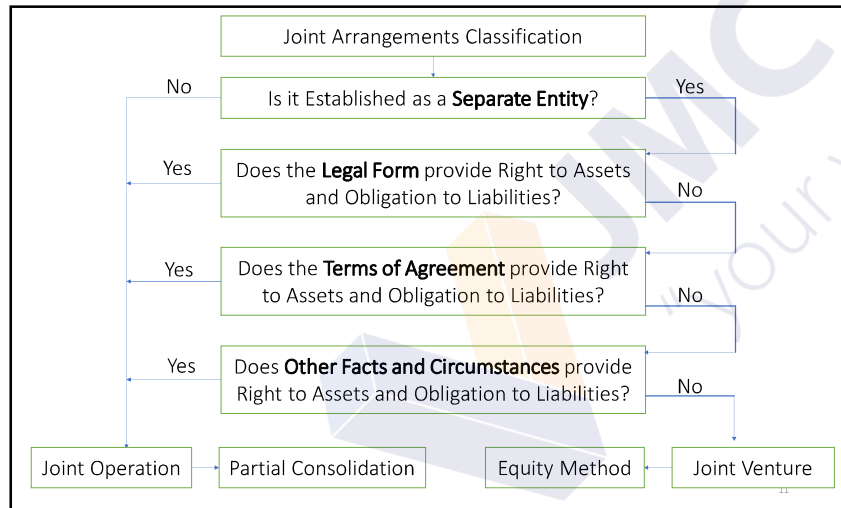 Joint Arrangements Classification
No
Is it Established as a Separate Entity?
Yes
Yes
Does the Legal Form provide Right to Assets
and Obligation to Liabilities?
No
Yes
Does the Terms of Agreement provide Right
to Assets and Obligation to Liabilities?
No
Yes
Does Other Facts and Circumstances provide
Right to Assets and Obligation to Liabilities?
No
Joint Operation
Partial Consolidation
Equity Method
Joint Venture
11
JMC
"your